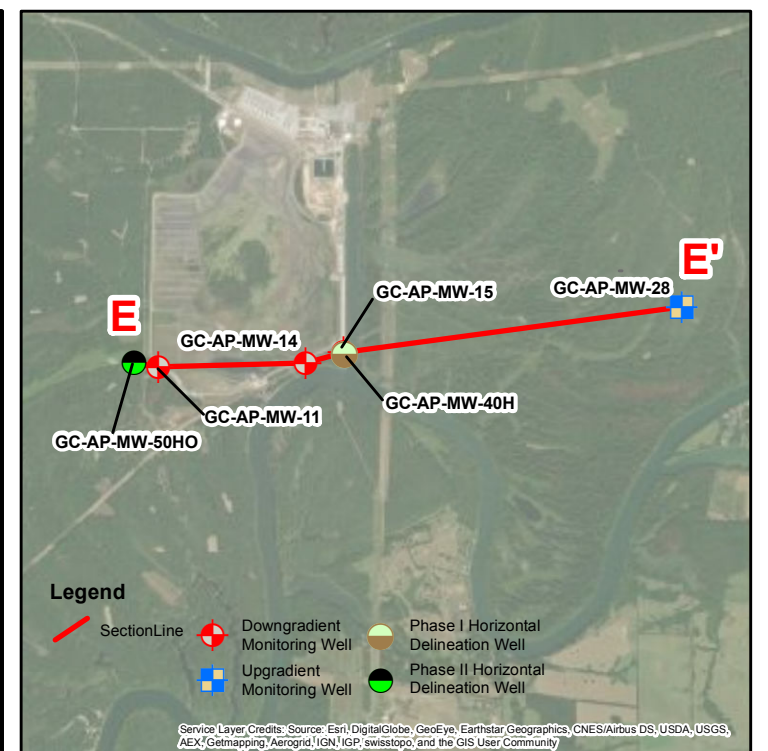 E'
GC-AP-MW-28
GC-AP-MW-15
E
GC-AP-MW-14
GC-AP-MW-40H
GC-AP-MW-11
GC-AP-MW-50HO
Legend
SectionLine
Downgradient
Monitoring Well
Phase I Horizontal
Delineation Well
Upgradient
Monitoring Well
Phase II Horizontal
Delineation Well
Service Layer Credits: Source: Esri, DigitalGlobe, GeoEye, Earthstar Geographics, CNES/Airbus DS, USDA, USGS,
AEX, Getmapping, Aerogrid, IGN, IGP, swisstopo, and the GIS User Community